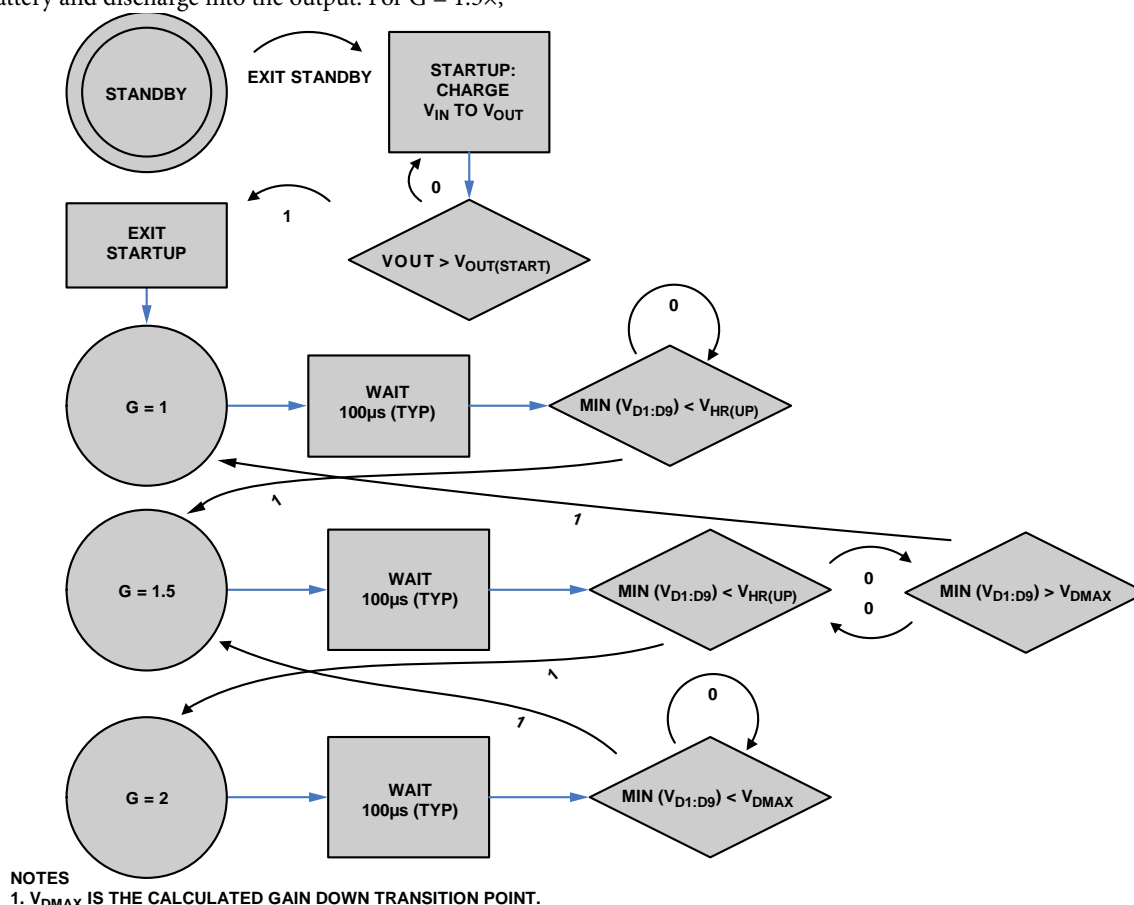 and discharge into the output. For G = 1.5×,
STANDBY
EXIT STANDBY
STARTUP:
CHARGE
VIN TO VOUT
0
1
EXIT
STARTUP
VOUT > VOUT(START)
0
G = 1
WAIT
100µs (TYP)
MIN (VD1:D9) < VHR(UP)
1
1
G = 1.5
WAIT
100µs (TYP)
MIN (VD1:D9) < VHR(UP)
0
0
MIN (VD1:D9) > VDMAX
1
1
0
G = 2
WAIT
100µs (TYP)
MIN (VD1:D9) < VDMAX
NOTES
1. VDMAX IS THE CALCULATED GAIN DOWN TRANSITION POINT.